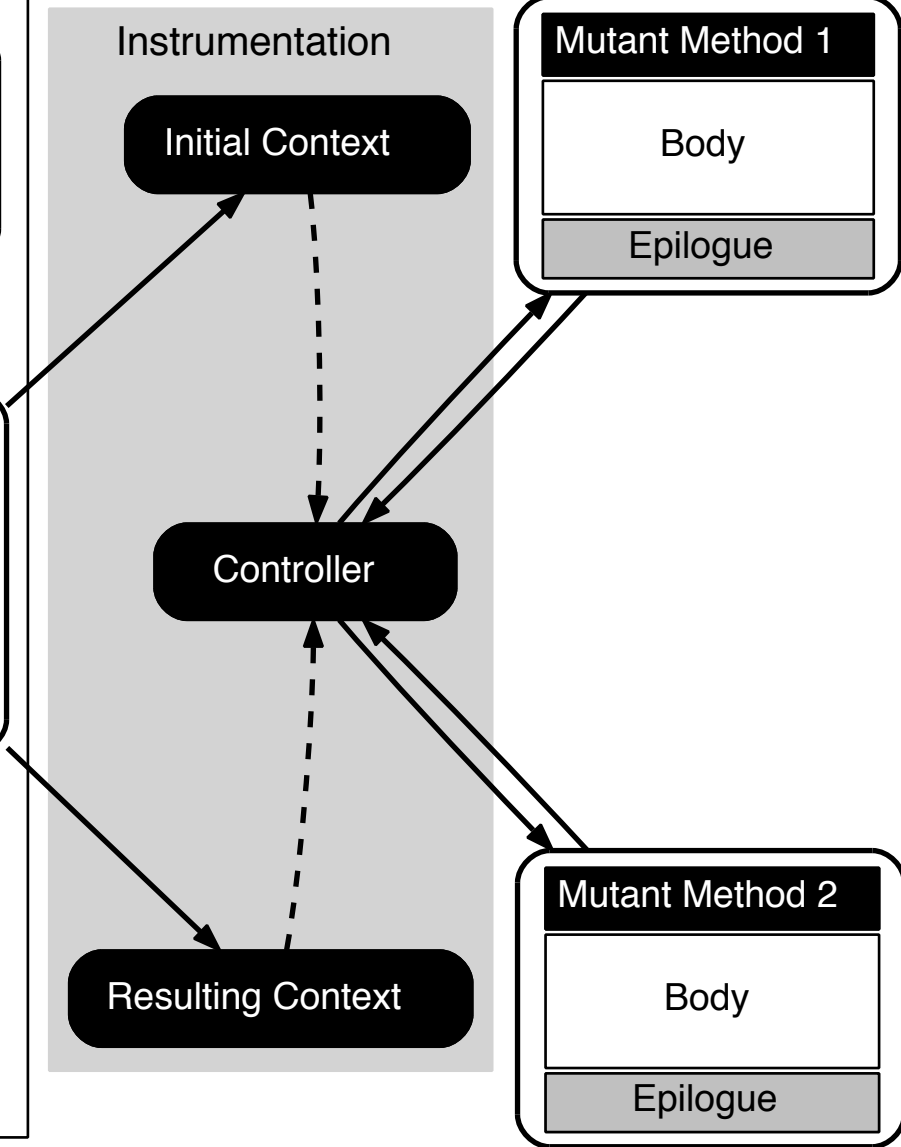 Instrumentation
Initial Context
Controller
Resulting Context
Mutant Method 1
Body
Epilogue
Mutant Method 2
Body
Epilogue